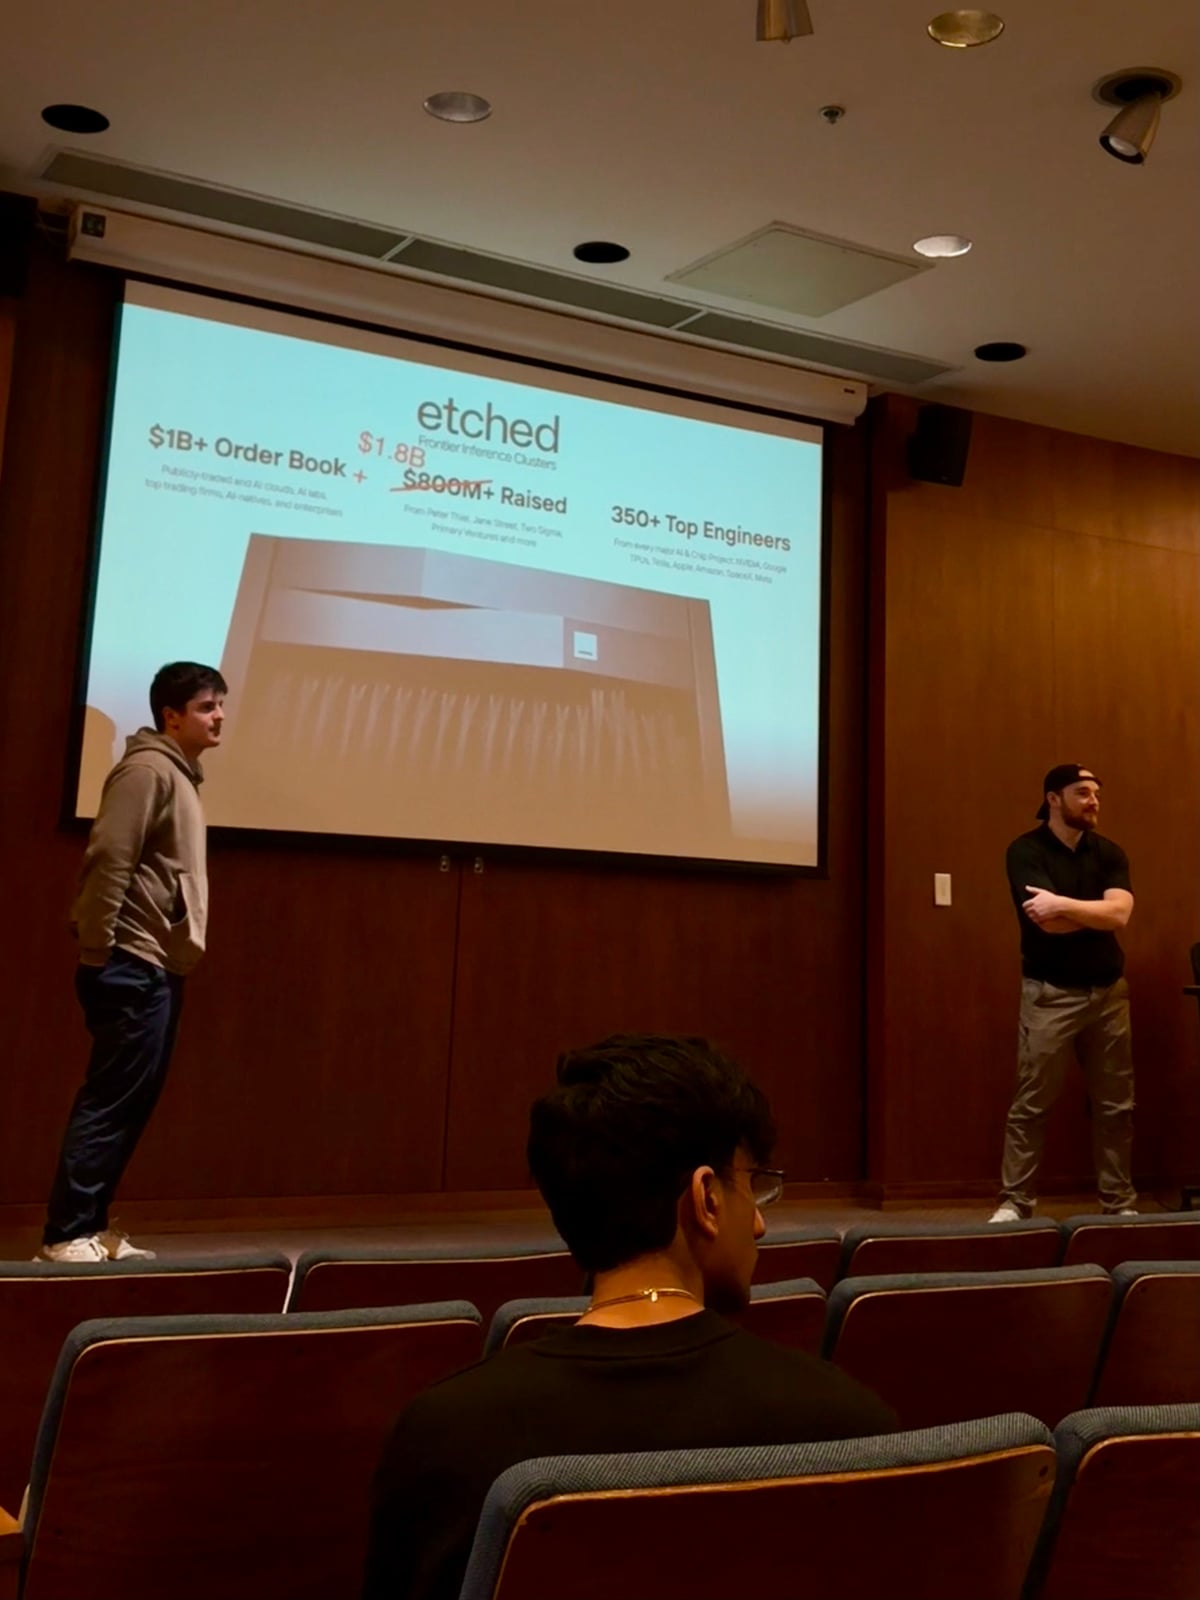 etched
Frontier Inference Clusters
$1B+ Order Book +
Publicly-traded and AI clouds, AI labs,
top trading firms, AI-natives, and enterprises
$1.8B
$800M+ Raised
From Peter Thiel, Jane Street, Two Sigma,
Primary Ventures and more
350+ Top Engineers
From every major AI & Chip Project: NVIDIA, Google
TPUs, Tesla, Apple, Amazon, SpaceX, Meta